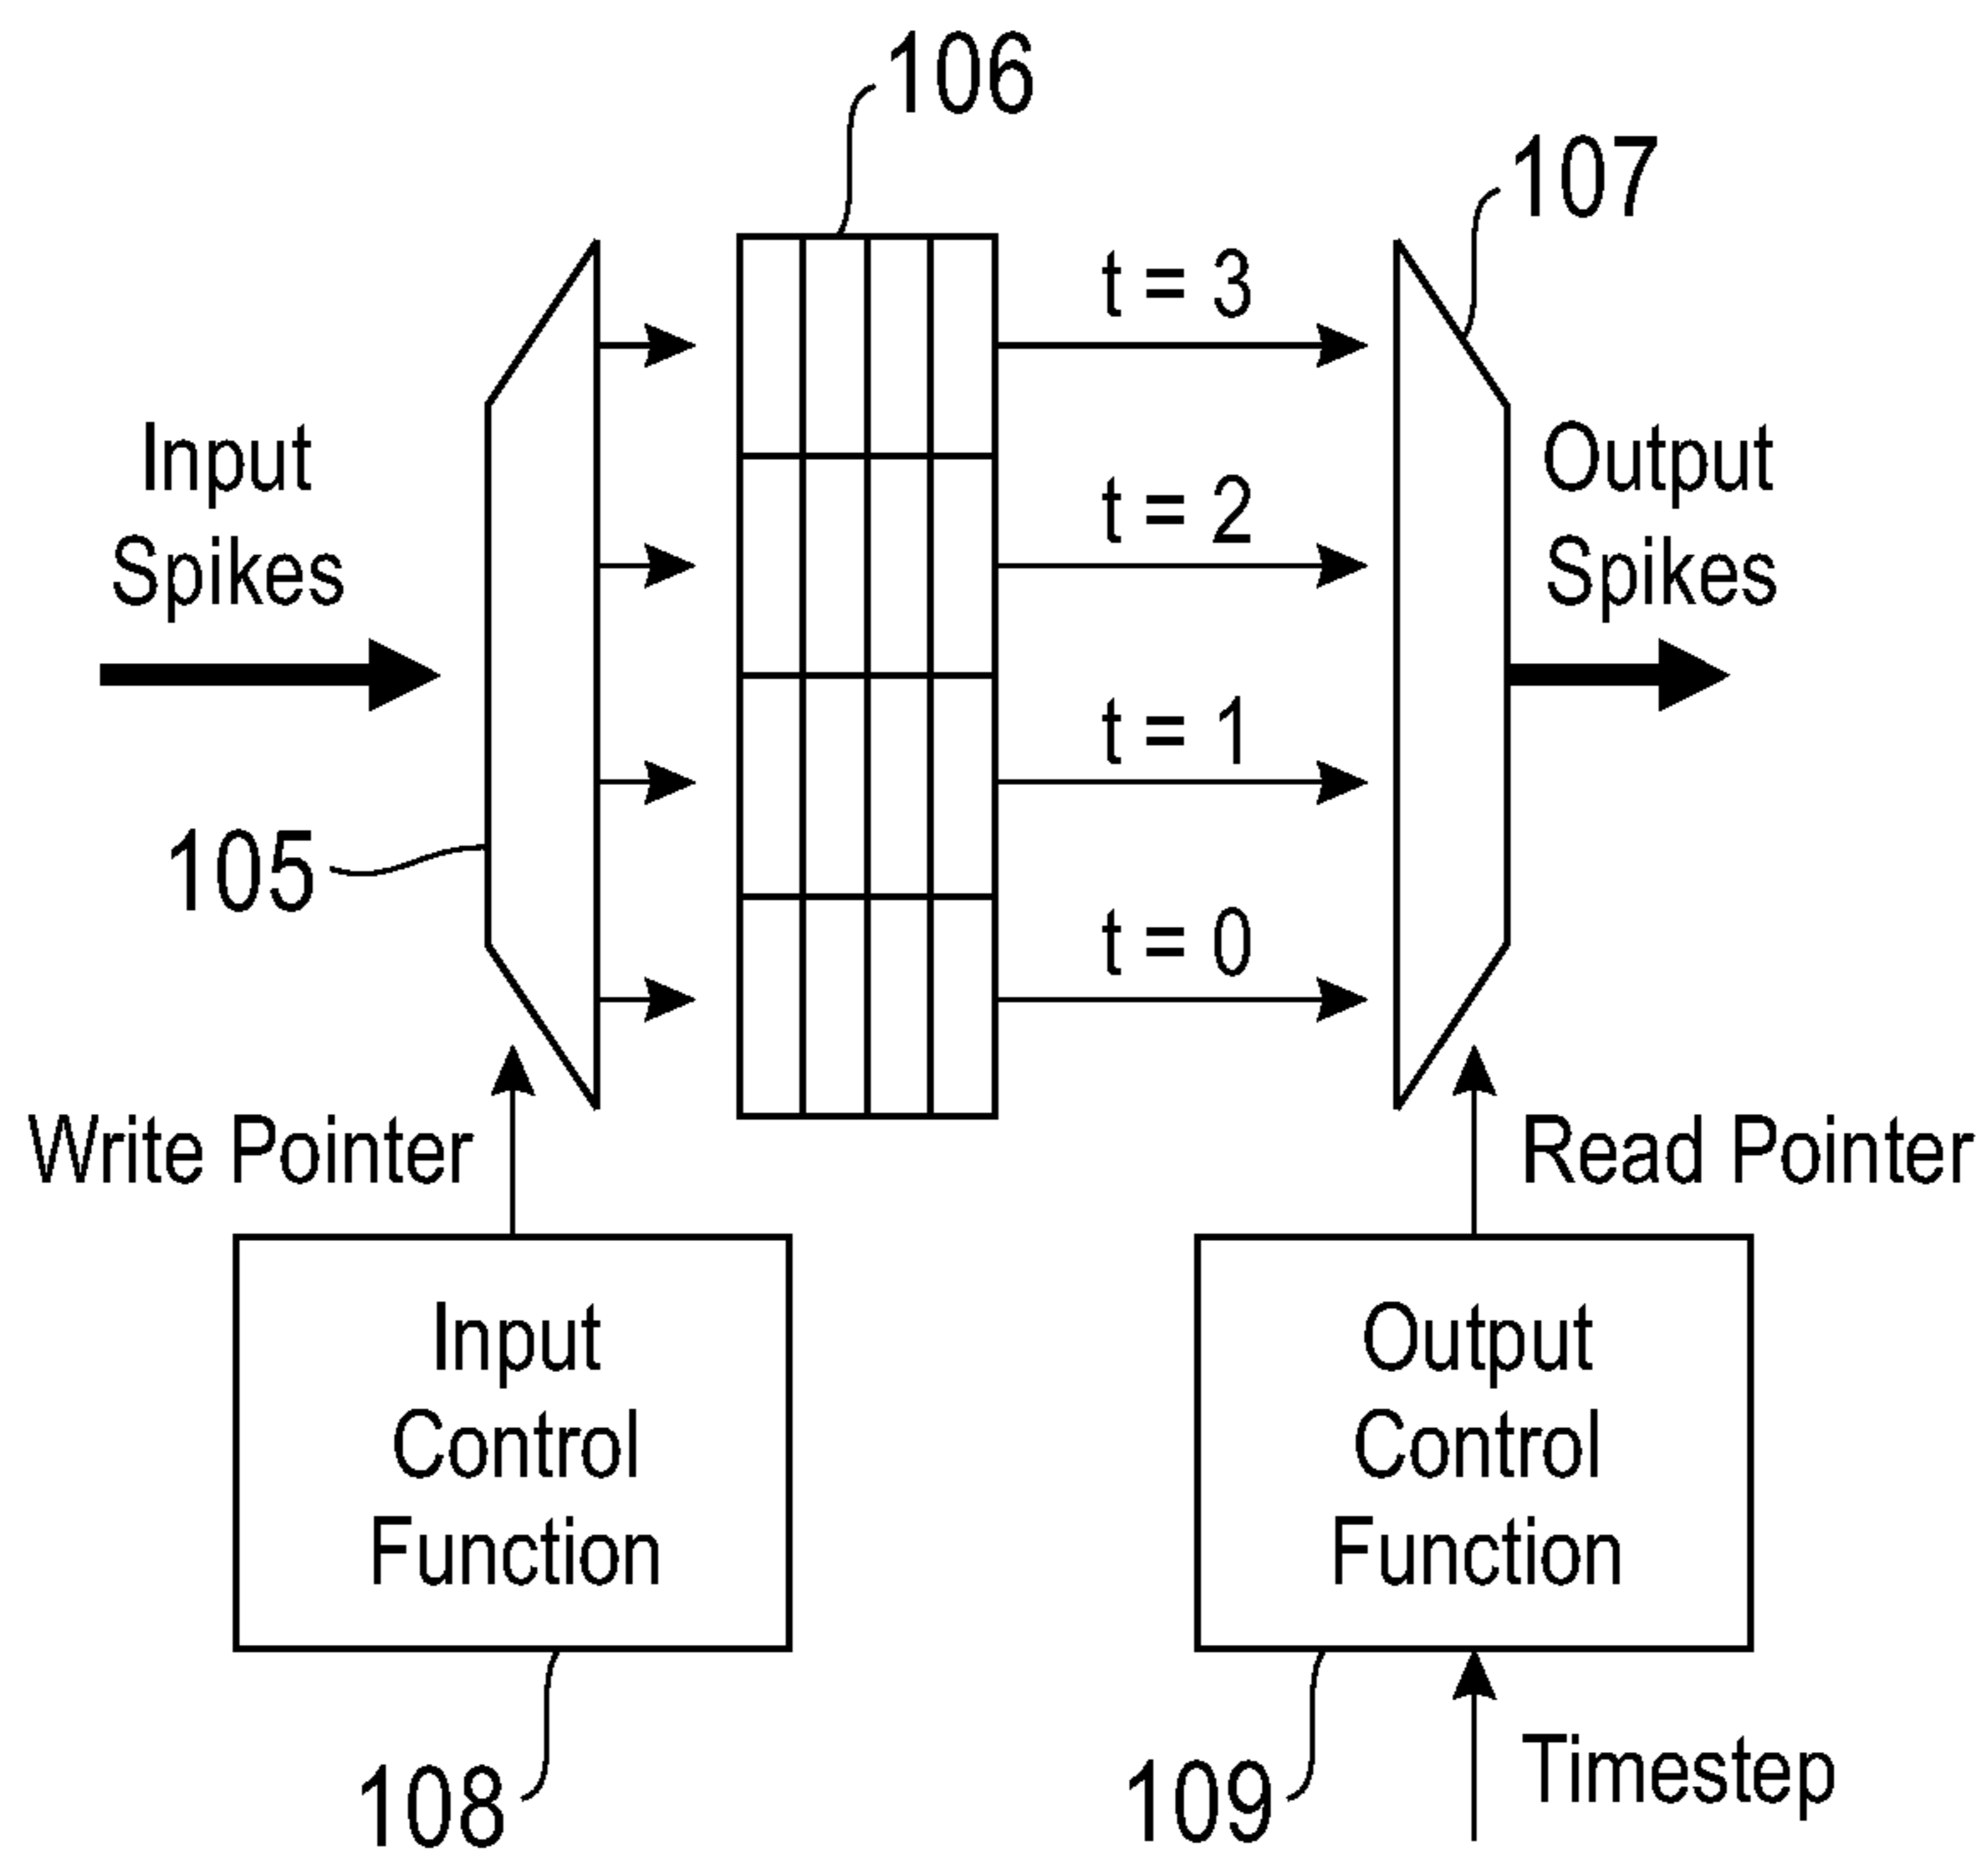 106
107
t = 3
Input
Spikes
t = 2
Output
Spikes
t = 1
105
t = 0
Write Pointer
Read Pointer
Input
Control
Function
Output
Control
Function
108
109
Timestep